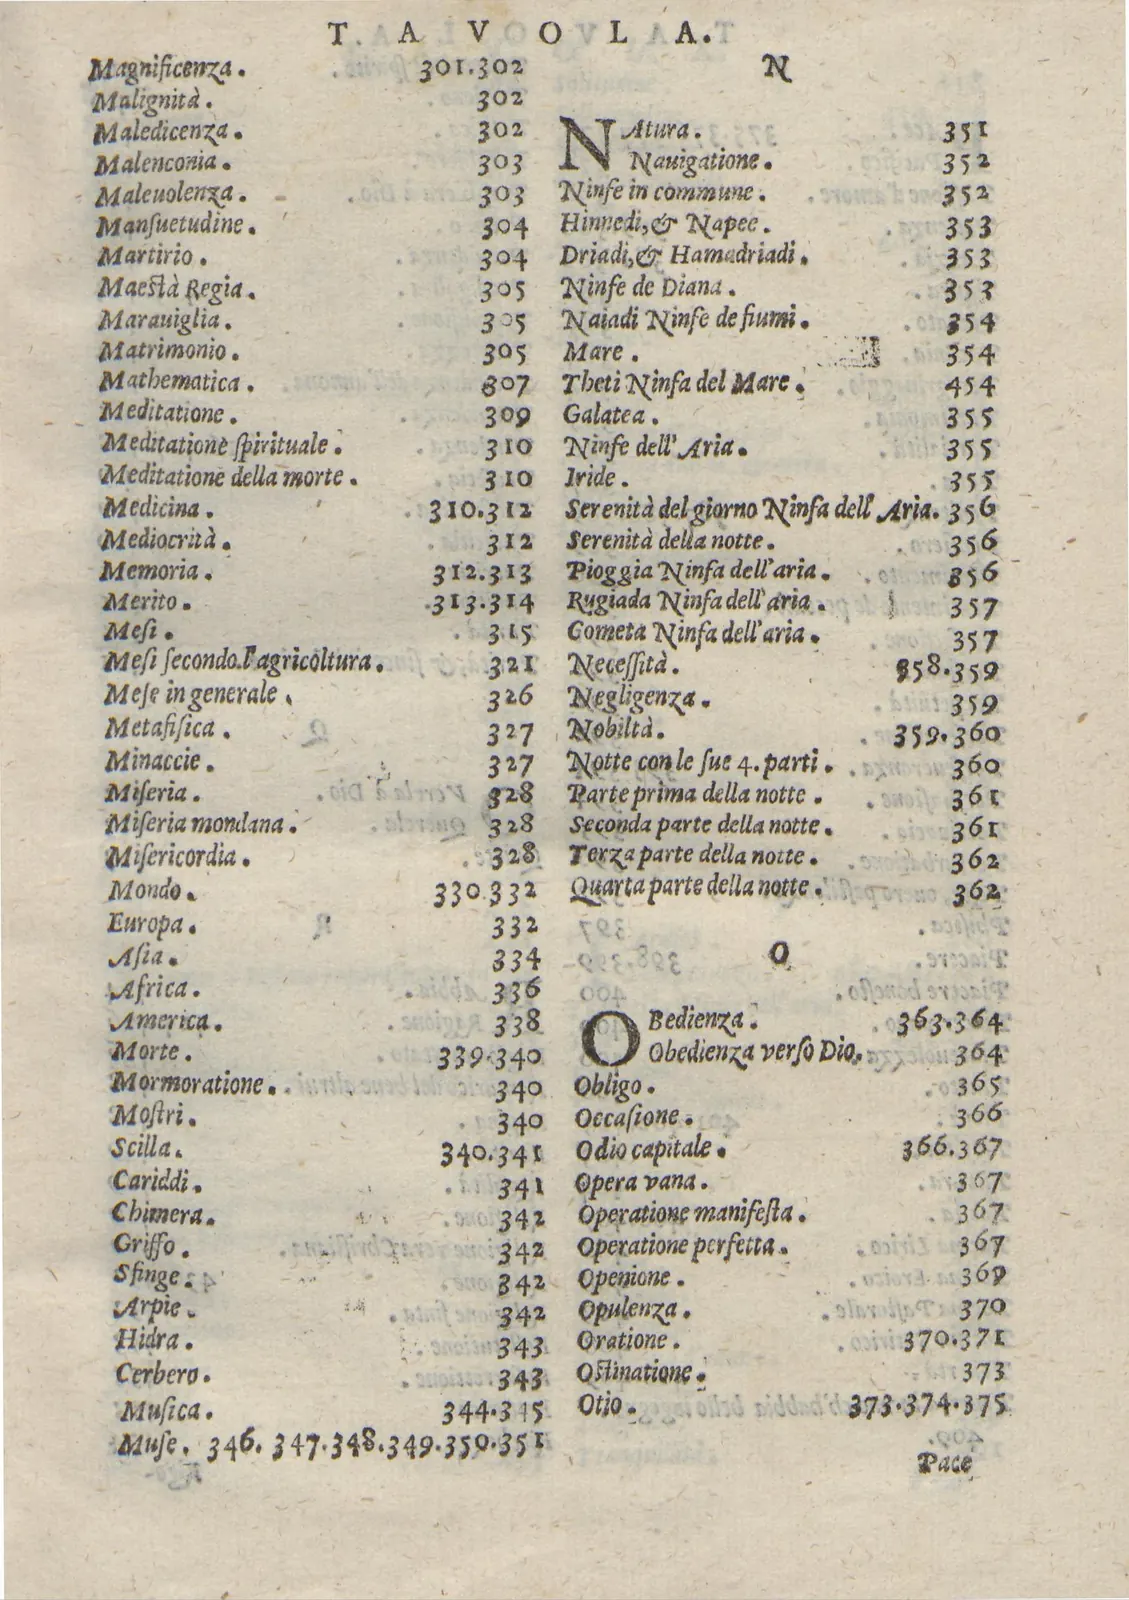 TAVOLA.
Magnificenza. 301.302
Malignità. 302
Maledicenza. 302
Malenconia. 303
Maleuolenza. 303
Manſuetudine. 304
Martirio. 304
Maeſtà Regia. 305
Marauiglia. 305
Matrimonio. 305
Mathematica. 307
Meditatione. 309
Meditatione ſpirituale. 310
Meditatione della morte. 310
Medicina. 310.312
Mediocrità. 312
Memoria. 312.313
Merito. 313.314
Meſi. 315
Meſi ſecondo l'agricoltura. 321
Meſe in generale. 326
Metafiſica. 327
Minaccie. 327
Miſeria. 328
Miſeria mondana. 328
Miſericordia. 328
Mondo. 330.332
Europa. 332
Aſia. 334
Africa. 336
America. 338
Morte. 339.340
Mormoratione. 340
Moſtri. 340
Scilla. 340.341
Cariddi. 341
Chimera. 342
Griffo. 342
Sfinge. 342
Arpie. 342
Hidra. 343
Cerbero. 343
Muſica. 344.345
Muſe. 346. 347.348.349.350.351
N
NAtura. 351
Nauigatione. 352
Ninfe in commune. 352
Hinnedi, & Napee. 353
Driadi, & Hamadriadi. 353
Ninfe de Diana. 353
Naiadi Ninfe de fiumi. 354
Mare. 354
Theti Ninfa del Mare. 454
Galatea. 355
Ninfe dell'Aria. 355
Iride. 355
Serenità del giorno Ninfa dell'Aria. 356
Serenità della notte. 356
Pioggia Ninfa dell'aria. 356
Rugiada Ninfa dell'aria. 357
Cometa Ninfa dell'aria. 357
Neceſſità. 358.359
Negligenza. 359
Nobiltà. 359.360
Notte con le ſue 4. parti. 360
Parte prima della notte. 361
Seconda parte della notte. 361
Terza parte della notte. 362
Quarta parte della notte. 362
O
OBedienza. 363.364
Obedienza verſo Dio. 364
Obligo. 365
Occaſione. 366
Odio capitale. 366.367
Opera vana. 367
Operatione manifeſta. 367
Operatione perfetta. 367
Openione. 369
Opulenza. 370
Oratione. 370.371
Oſtinatione. 373
Otio. 373.374.375
Pace